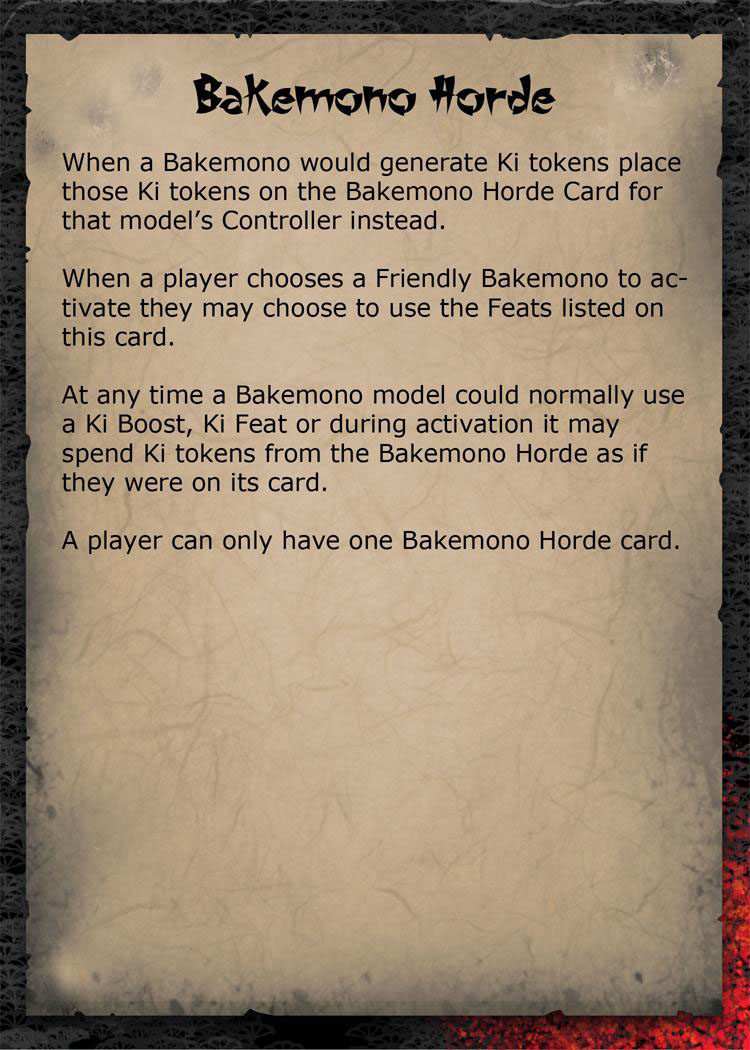 Bakemono Horde
When a Bakemono would generate Ki tokens place
those Ki tokens on the Bakemono Horde Card for
that model’s Controller instead.
When a player chooses a Friendly Bakemono to ac-
tivate they may choose to use the Feats listed on
this card.
At any time a Bakemono model could normally use
a Ki Boost, Ki Feat or during activation it may
spend Ki tokens from the Bakemono Horde as if
they were on its card.
A player can only have one Bakemono Horde card.